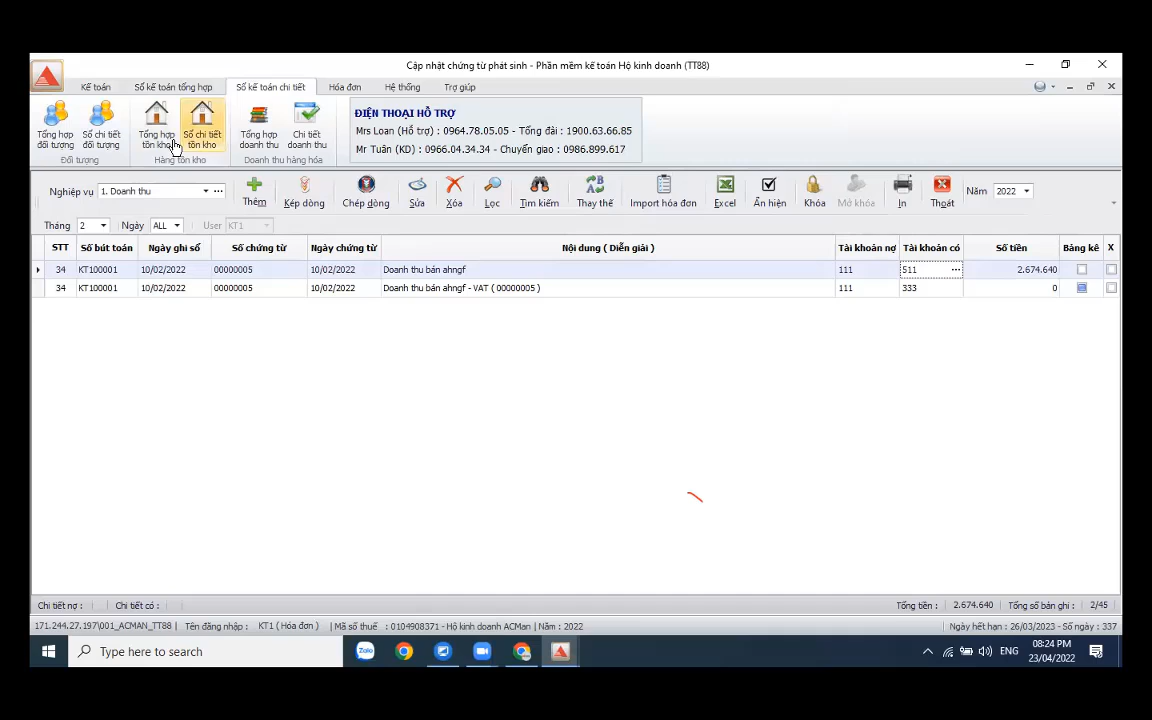 Cập nhật chứng từ phát sinh - Phần mềm kế toán Hộ kinh doanh (TT88)
Kế toán Sổ kế toán tổng hợp Sổ kế toán chi tiết Hóa đơn Hệ thống Trợ giúp
Tổng hợp đối tượng
Sổ chi tiết đối tượng
Đối tượng
Tổng hợp tồn kho
Sổ chi tiết tồn kho
Hàng tồn kho
Tổng hợp doanh thu
Chi tiết doanh thu
Doanh thu hàng hóa
ĐIỆN THOẠI HỖ TRỢ
Mrs Loan (Hỗ trợ) : 0964.78.05.05 - Tổng đài : 1900.63.66.85
Mr Tuân (KD) : 0966.04.34.34 - Chuyển giao : 0986.899.617
Nghiệp vụ 1. Doanh thu ... Thêm Kép dòng Chép dòng Sửa Xóa Lọc Tìm kiếm Thay thế Import hóa đơn Excel Ẩn hiện Khóa Mở khóa In Thoát Năm 2022
Tháng 2 Ngày ALL User KT1
STT Số bút toán Ngày ghi sổ Số chứng từ Ngày chứng từ Nội dung ( Diễn giải ) Tài khoản nợ Tài khoản có Số tiền Bảng kê X
34 KT100001 10/02/2022 00000005 10/02/2022 Doanh thu bán ahngf 111 511 ... 2.674.640
34 KT100001 10/02/2022 00000005 10/02/2022 Doanh thu bán ahngf - VAT ( 00000005 ) 111 333 0
Chi tiết nợ : Chi tiết có : Tổng tiền : 2.674.640 Tổng số bản ghi : 2/45
171.244.27.197\001_ACMAN_TT88 | Tên đăng nhập : KT1 ( Hóa đơn ) | Mã số thuế : 0104908371 - Hộ kinh doanh ACMan | Năm : 2022 Ngày hết hạn : 26/03/2023 - Số ngày : 337
Type here to search Zalo ENG 08:24 PM
23/04/2022